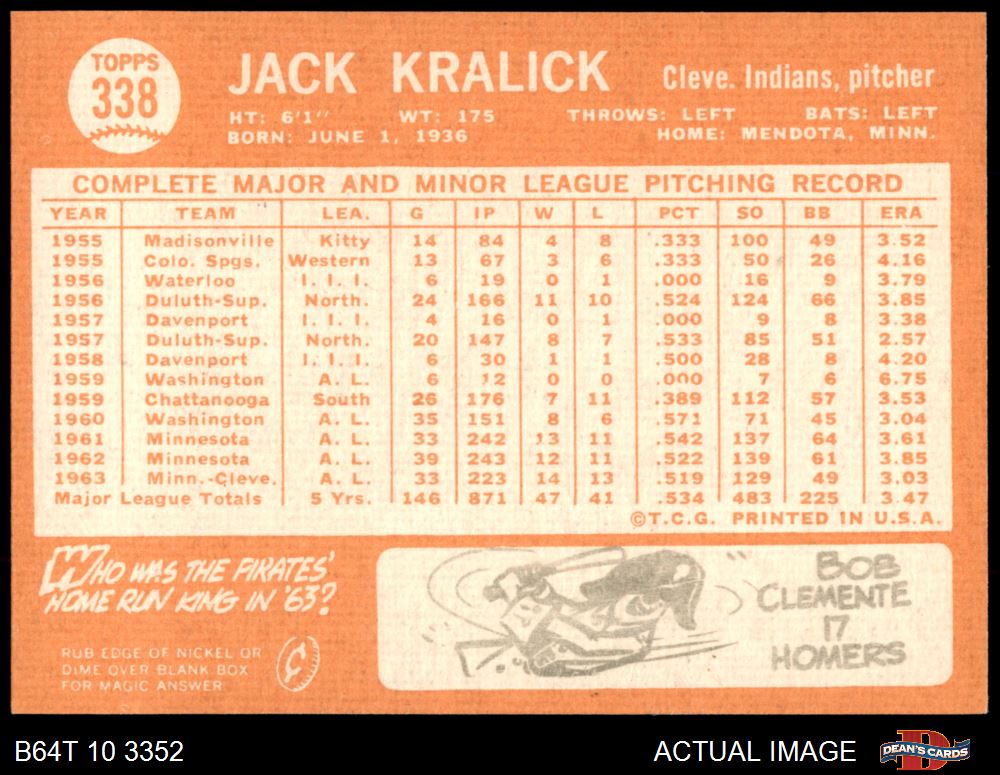 TOPPS
338
JACK KRALICK
Cleve. Indians, pitcher
HT: 6'1" WT: 175 THROWS: LEFT BATS: LEFT
BORN: JUNE 1, 1936 HOME: MENDOTA, MINN.
COMPLETE MAJOR AND MINOR LEAGUE PITCHING RECORD
YEAR TEAM LEA. G IP W L PCT SO BB ERA
1955 Madisonville Kitty 14 84 4 8 .333 100 49 3.52
1955 Colo. Spgs. Western 13 67 3 6 .333 50 26 4.16
1956 Waterloo I. I. I. 6 19 0 1 .000 16 9 3.79
1956 Duluth-Sup. North. 24 166 11 10 .524 124 66 3.85
1957 Davenport I. I. I. 4 16 0 1 .000 9 8 3.38
1957 Duluth-Sup. North. 20 147 8 7 .533 85 51 2.57
1958 Davenport I. I. I. 6 30 1 1 .500 28 8 4.20
1959 Washington A. L. 6 12 0 0 .000 7 6 6.75
1959 Chattanooga South 26 176 7 11 .389 112 57 3.53
1960 Washington A. L. 35 151 8 6 .571 71 45 3.04
1961 Minnesota A. L. 33 242 13 11 .542 137 64 3.61
1962 Minnesota A. L. 39 243 12 11 .522 139 61 3.85
1963 Minn.-Cleve. A. L. 33 223 14 13 .519 129 49 3.03
Major League Totals 5 Yrs. 146 871 47 41 .534 483 225 3.47
©T.C.G. PRINTED IN U.S.A.
WHO WAS THE PIRATES'
HOME RUN KING IN '63?
RUB EDGE OF NICKEL OR
DIME OVER BLANK BOX
FOR MAGIC ANSWER
¢
BOB
CLEMENTE
17
HOMERS
B64T 10 3352
ACTUAL IMAGE
DEAN'S CARDS